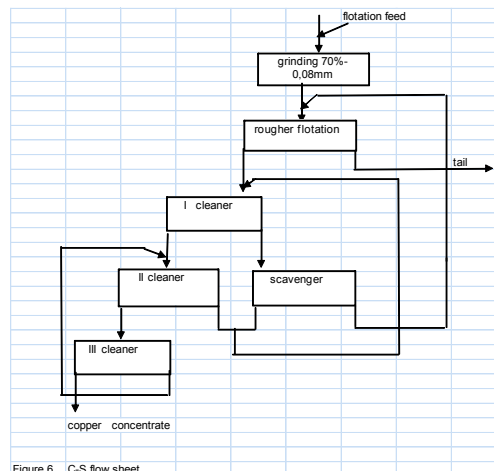 flotation feed
grinding 70%-
0,08mm
rougher flotation
tail
I cleaner
II cleaner
scavenger
III cleaner
copper concentrate
Figure 6 C-S flow sheet